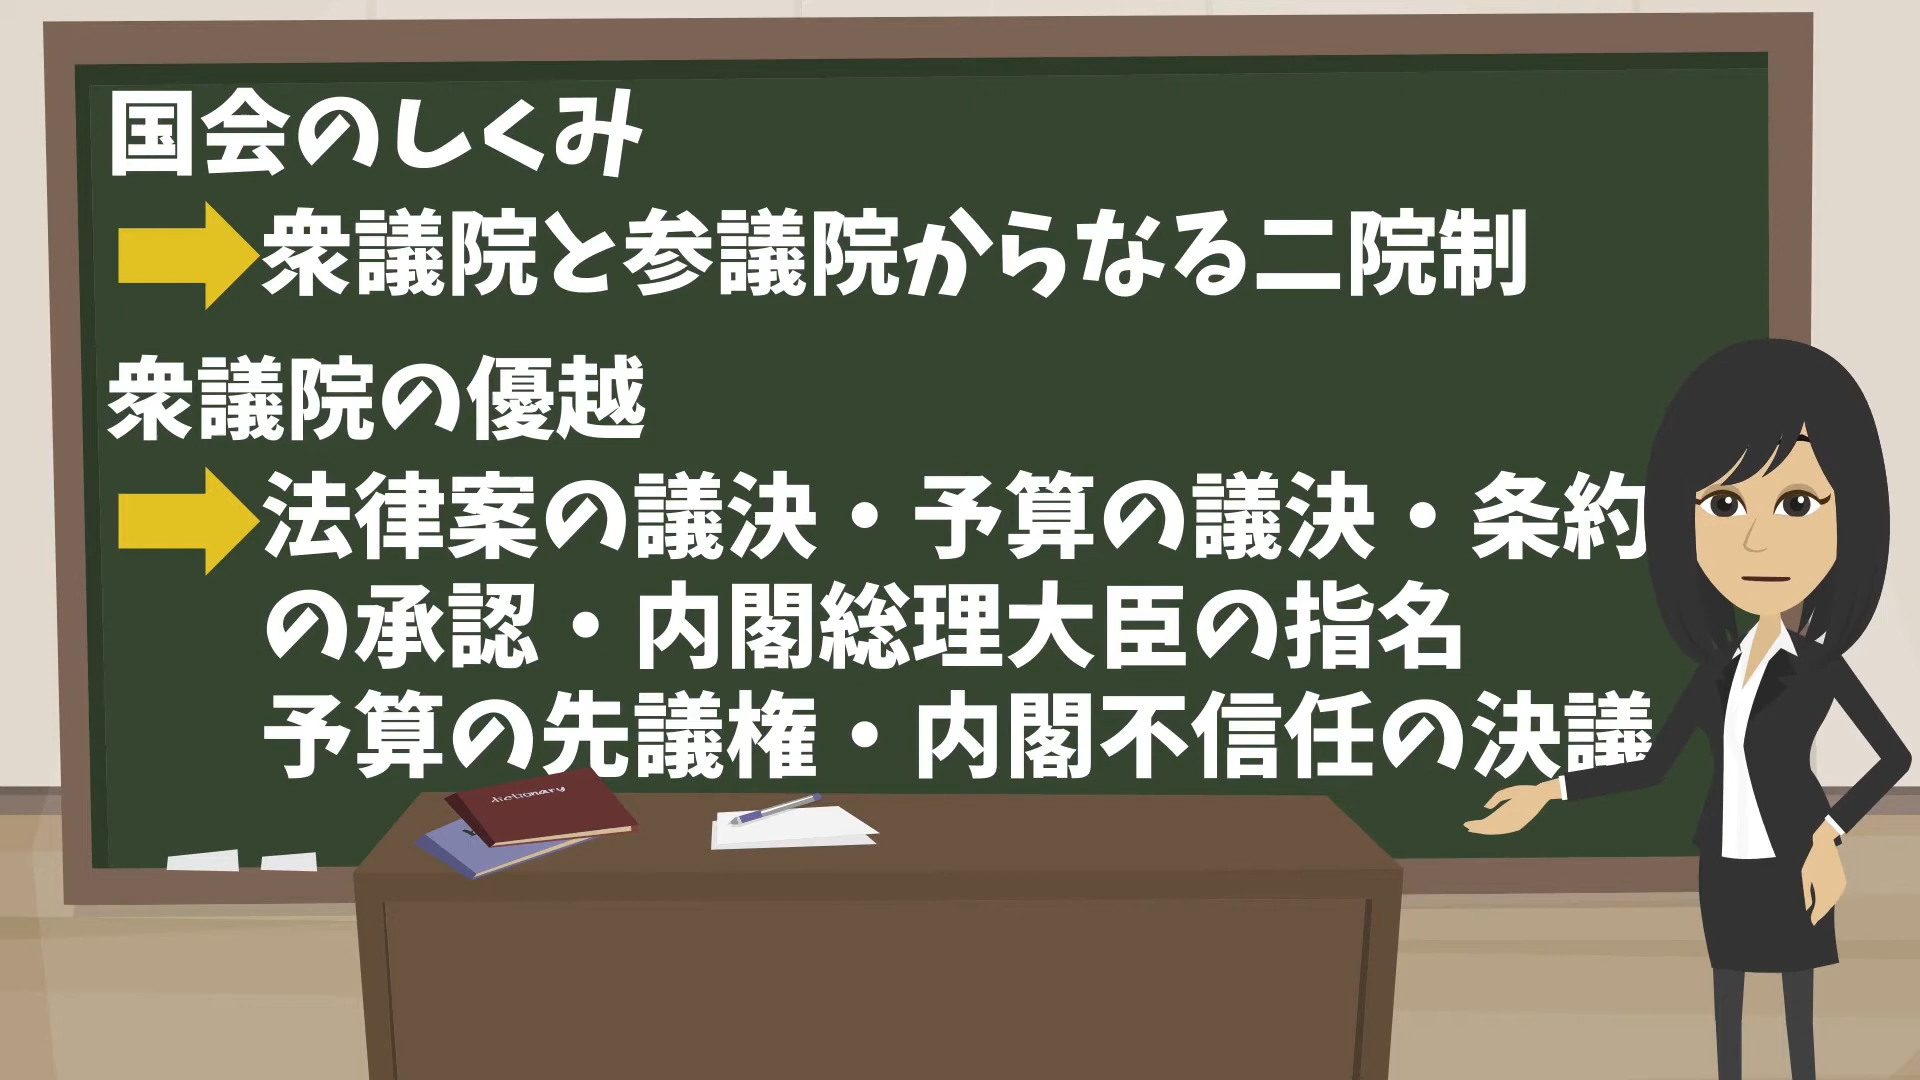 国会のしくみ
衆議院と参議院からなる二院制
衆議院の優越
法律案の議決・予算の議決・条約
の承認・内閣総理大臣の指名
予算の先議権・内閣不信任の決議
dictionary